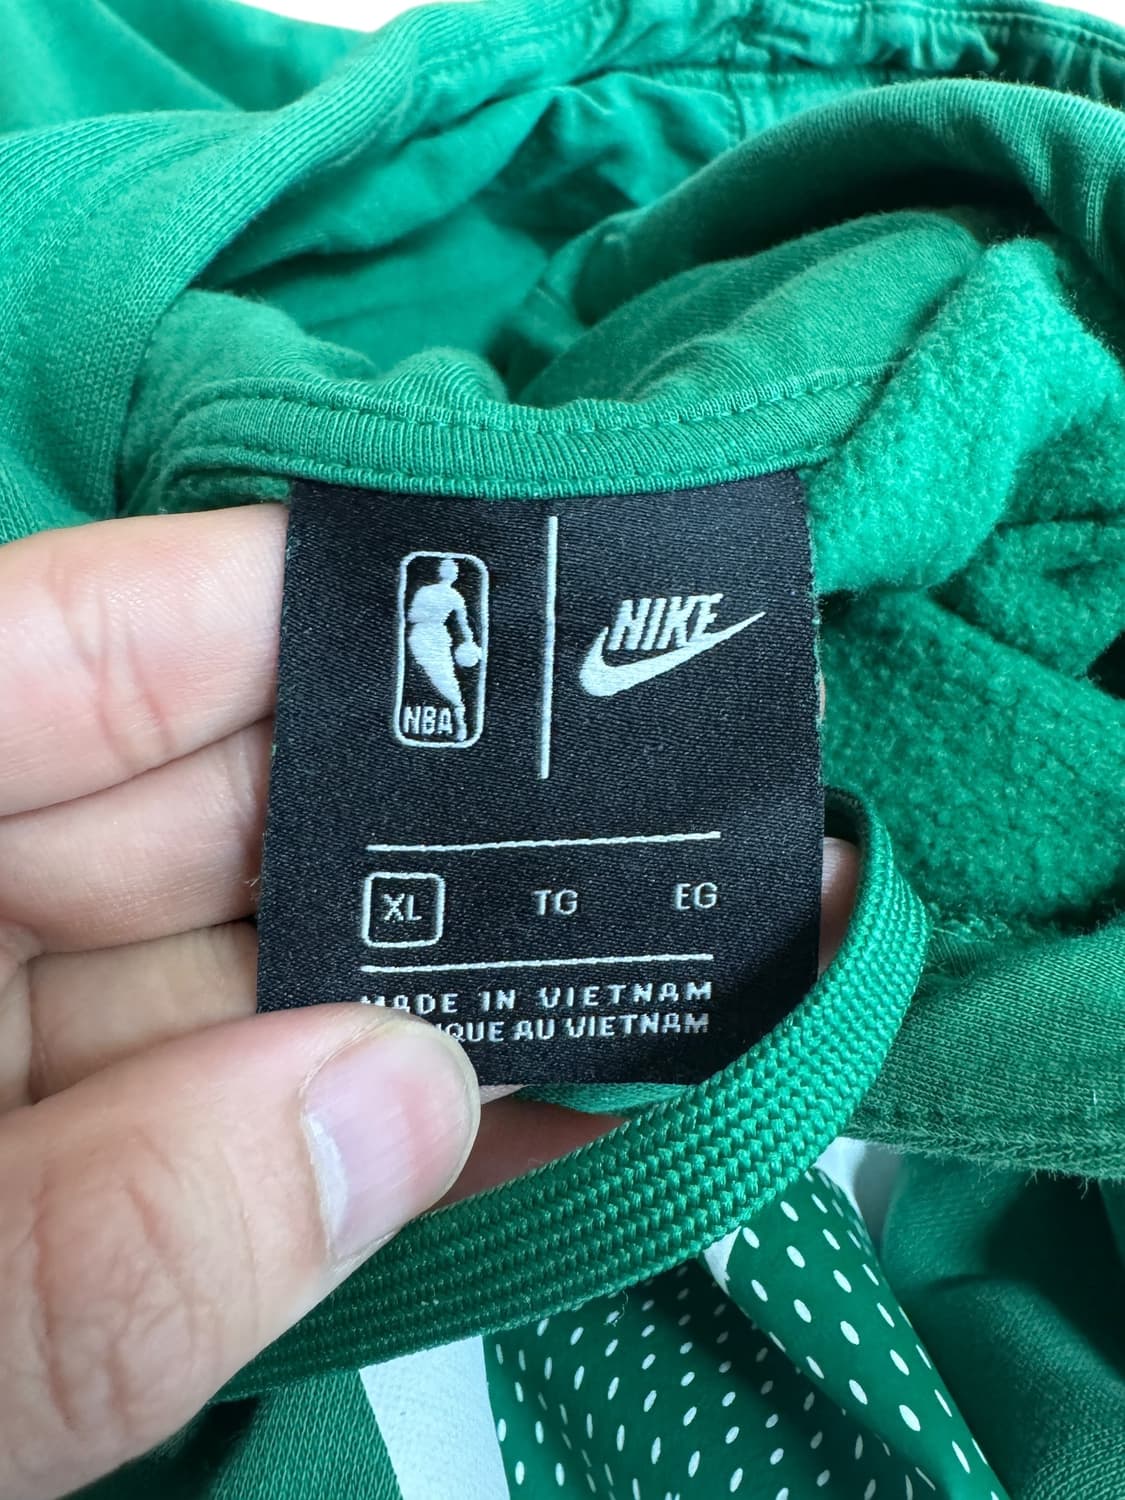 NBA
NIKE
XL TG EG
MADE IN VIETNAM
AU VIETNAM